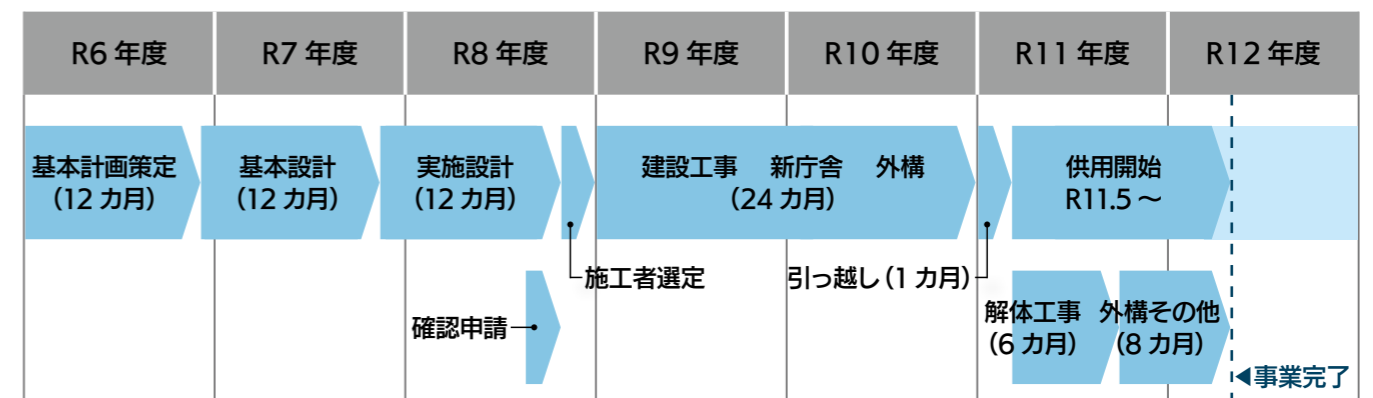 R6 年度 R7 年度 R8 年度 R9 年度 R10 年度 R11 年度 R12 年度
基本計画策定
（12 カ月）
基本設計
（12 カ月）
実施設計
（12 カ月）
建設工事 新庁舎 外構
（24 カ月）
供用開始
R11.5～
施工者選定
引っ越し（1 カ月）
確認申請
解体工事
（6 カ月）
外構その他
（8 カ月）
◀事業完了